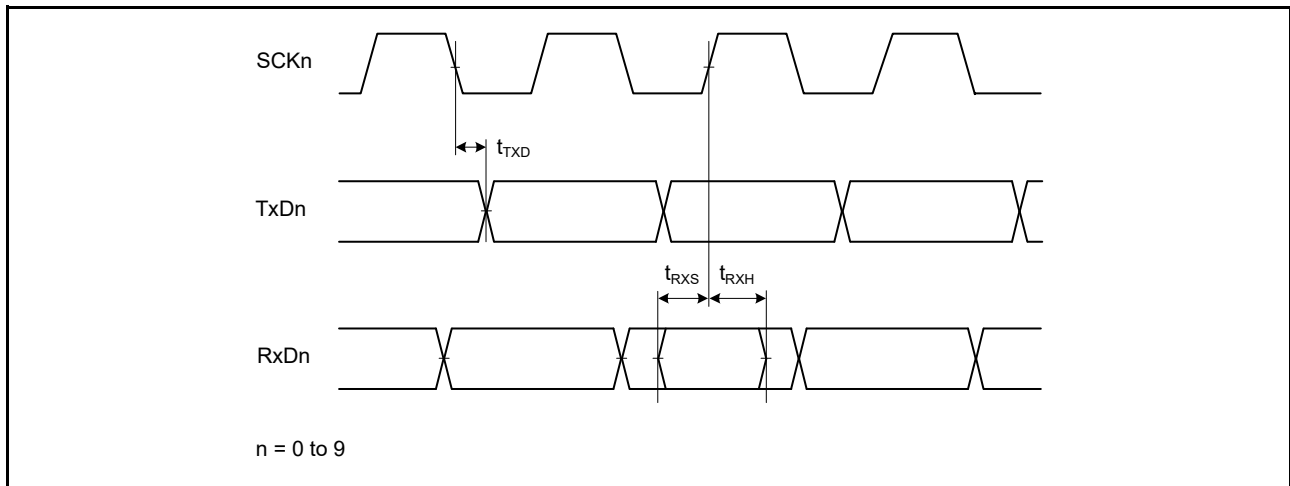 SCKn
tTXD
TxDn
tRXS tRXH
RxDn
n = 0 to 9